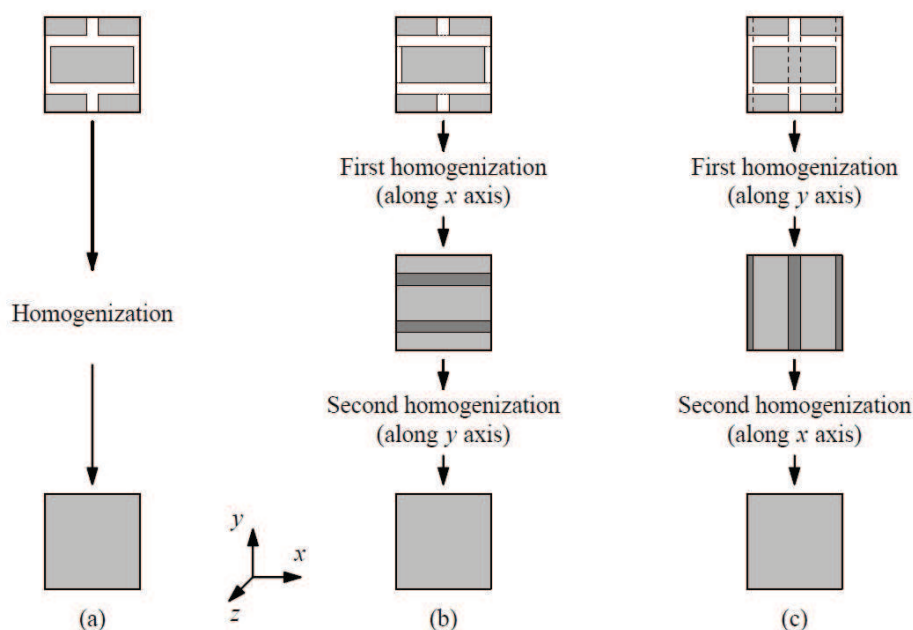 Homogenization
(a)
First homogenization
(along x axis)
Second homogenization
(along y axis)
(b)
First homogenization
(along y axis)
Second homogenization
(along x axis)
(c)
y
x
z